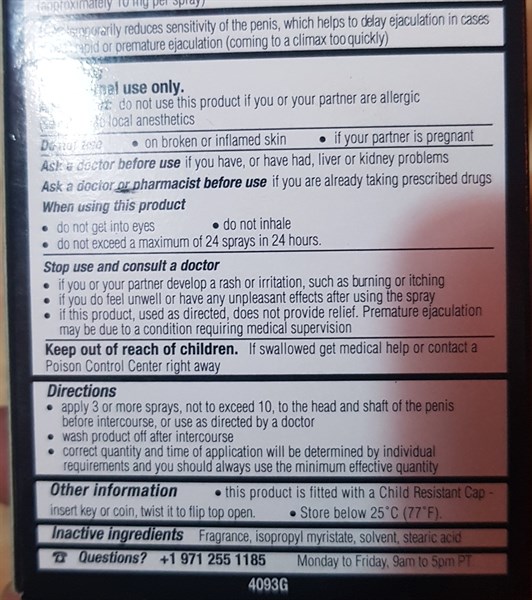 (approximately 10 mg per spray)
temporarily reduces sensitivity of the penis, which helps to delay ejaculation in cases
rapid or premature ejaculation (coming to a climax too quickly)
use only.
do not use this product if you or your partner are allergic
to local anesthetics
Do not use • on broken or inflamed skin • if your partner is pregnant
Ask a doctor before use if you have, or have had, liver or kidney problems
Ask a doctor or pharmacist before use if you are already taking prescribed drugs
When using this product
• do not get into eyes • do not inhale
• do not exceed a maximum of 24 sprays in 24 hours.
Stop use and consult a doctor
• if you or your partner develop a rash or irritation, such as burning or itching
• if you do feel unwell or have any unpleasant effects after using the spray
• if this product, used as directed, does not provide relief. Premature ejaculation
may be due to a condition requiring medical supervision
Keep out of reach of children. If swallowed get medical help or contact a
Poison Control Center right away
Directions
• apply 3 or more sprays, not to exceed 10, to the head and shaft of the penis
before intercourse, or use as directed by a doctor
• wash product off after intercourse
• correct quantity and time of application will be determined by individual
requirements and you should always use the minimum effective quantity
Other information • this product is fitted with a Child Resistant Cap -
insert key or coin, twist it to flip top open. • Store below 25°C (77°F).
Inactive ingredients Fragrance, isopropyl myristate, solvent, stearic acid
☎ Questions? +1 971 255 1185 Monday to Friday, 9am to 5pm PT
4093G